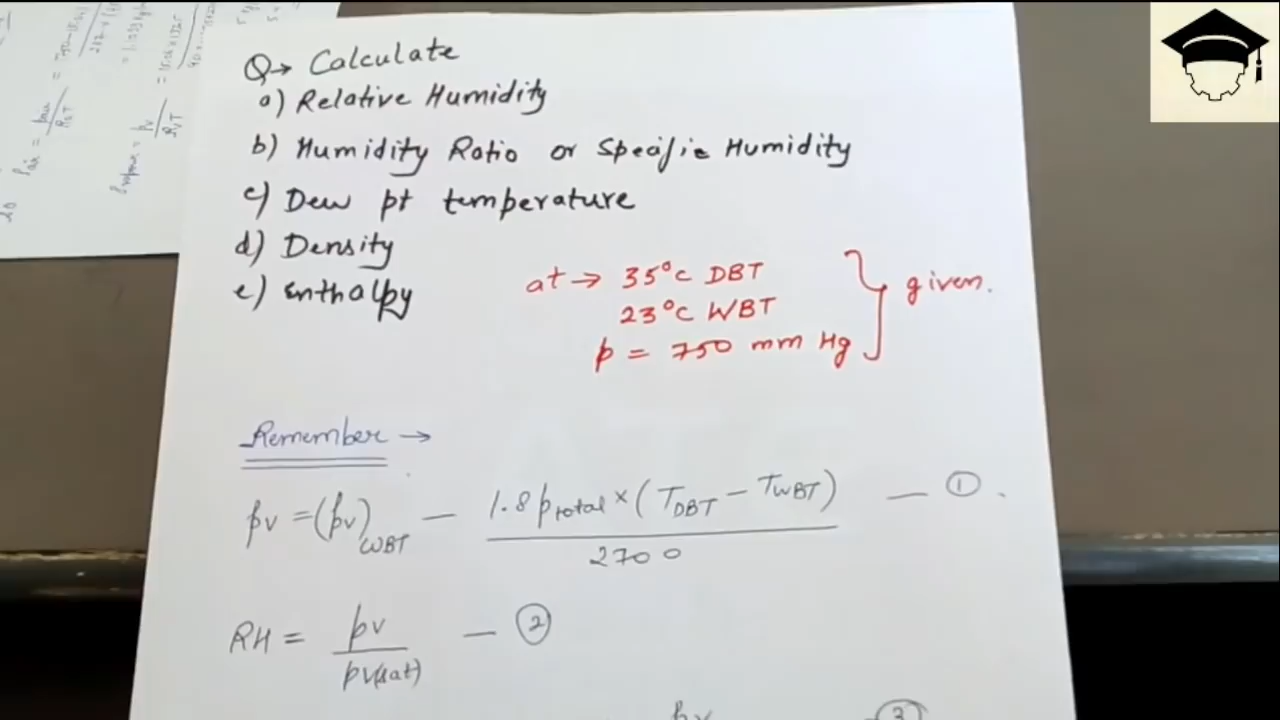 Q→ Calculate
a) Relative Humidity
b) Humidity Ratio or Specific Humidity
c) Dew pt temperature
d) Density
e) Enthalpy
at → 35°C DBT
23°C WBT
p = 750 mm Hg
given.
Remember →
pv = (pv)WBT — 1.8 ptotal × (TDBT − TWBT) / 2700 — ①.
RH = pv / pv(sat) — ②
pv ③